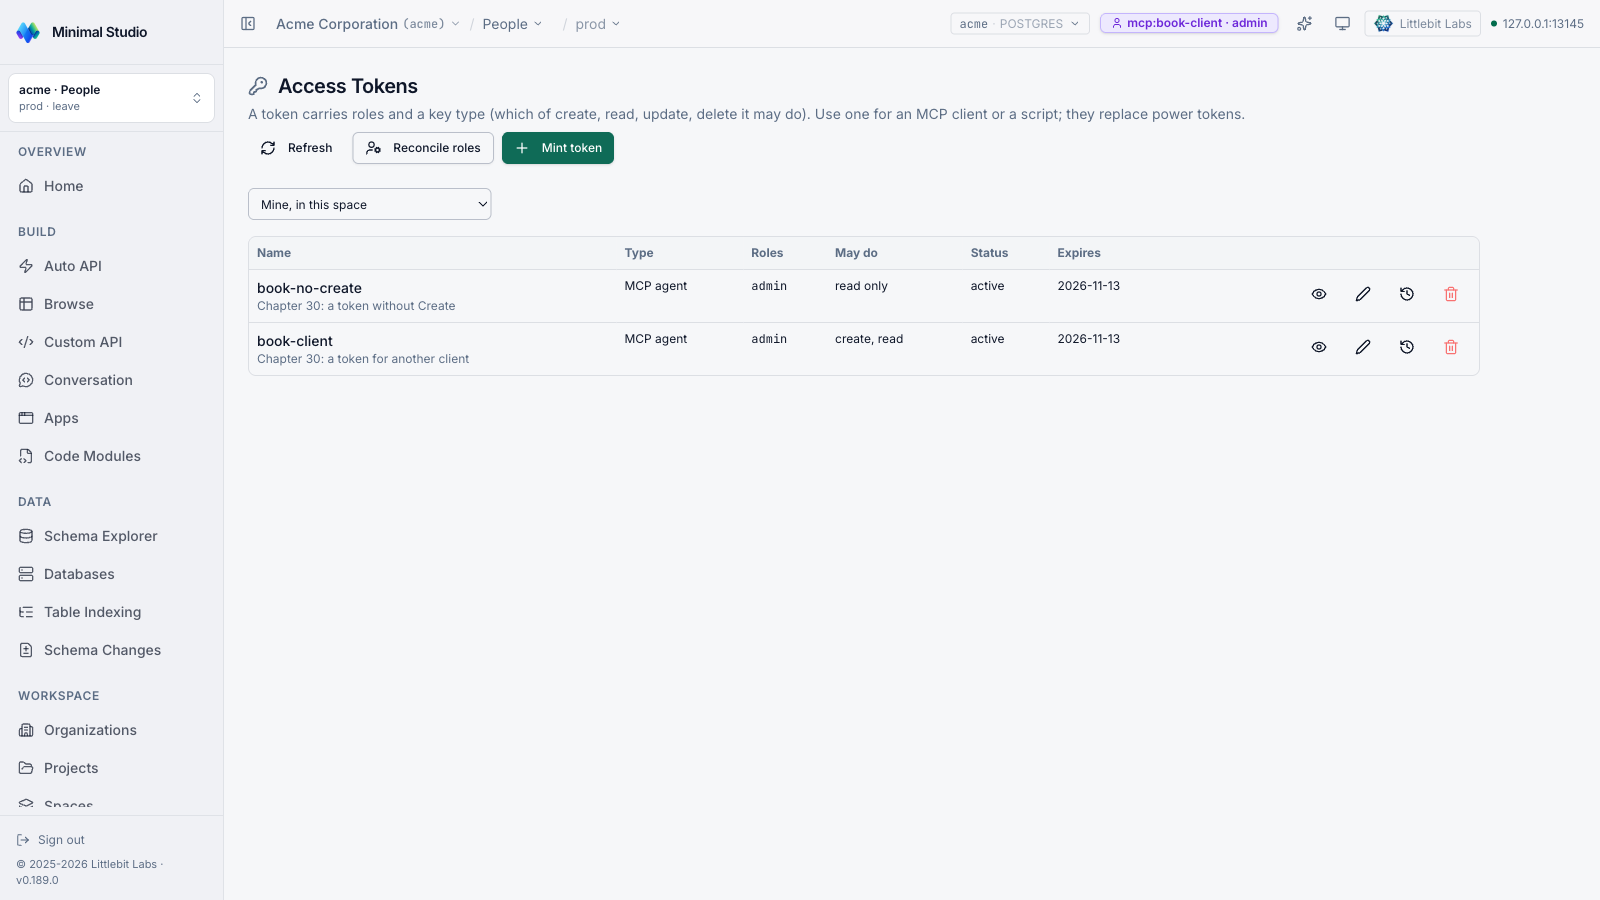 Minimal Studio
acme · People
prod · leave
OVERVIEW
Home
BUILD
Auto API
Browse
Custom API
Conversation
Apps
Code Modules
DATA
Schema Explorer
Databases
Table Indexing
Schema Changes
WORKSPACE
Organizations
Projects
Spaces
Sign out
© 2025-2026 Littlebit Labs ·
v0.189.0
Acme Corporation (acme) / People / prod
acme · POSTGRES
mcp:book-client · admin
Littlebit Labs
127.0.0.1:13145
Access Tokens
A token carries roles and a key type (which of create, read, update, delete it may do). Use one for an MCP client or a script; they replace power tokens.
Refresh
Reconcile roles
Mint token
Mine, in this space
Name Type Roles May do Status Expires
book-no-create MCP agent admin read only active 2026-11-13
Chapter 30: a token without Create
book-client MCP agent admin create, read active 2026-11-13
Chapter 30: a token for another client